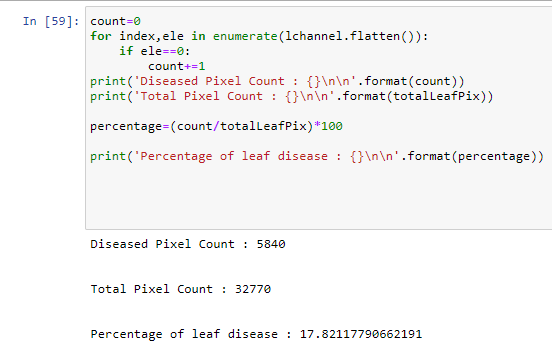 In [59]: count=0
for index,ele in enumerate(lchannel.flatten()):
    if ele==0:
        count+=1
print('Diseased Pixel Count : {}\n\n'.format(count))
print('Total Pixel Count : {}\n\n'.format(totalLeafPix))
percentage=(count/totalLeafPix)*100
print('Percentage of leaf disease : {}\n\n'.format(percentage))
Diseased Pixel Count : 5840
Total Pixel Count : 32770
Percentage of leaf disease : 17.82117790662191